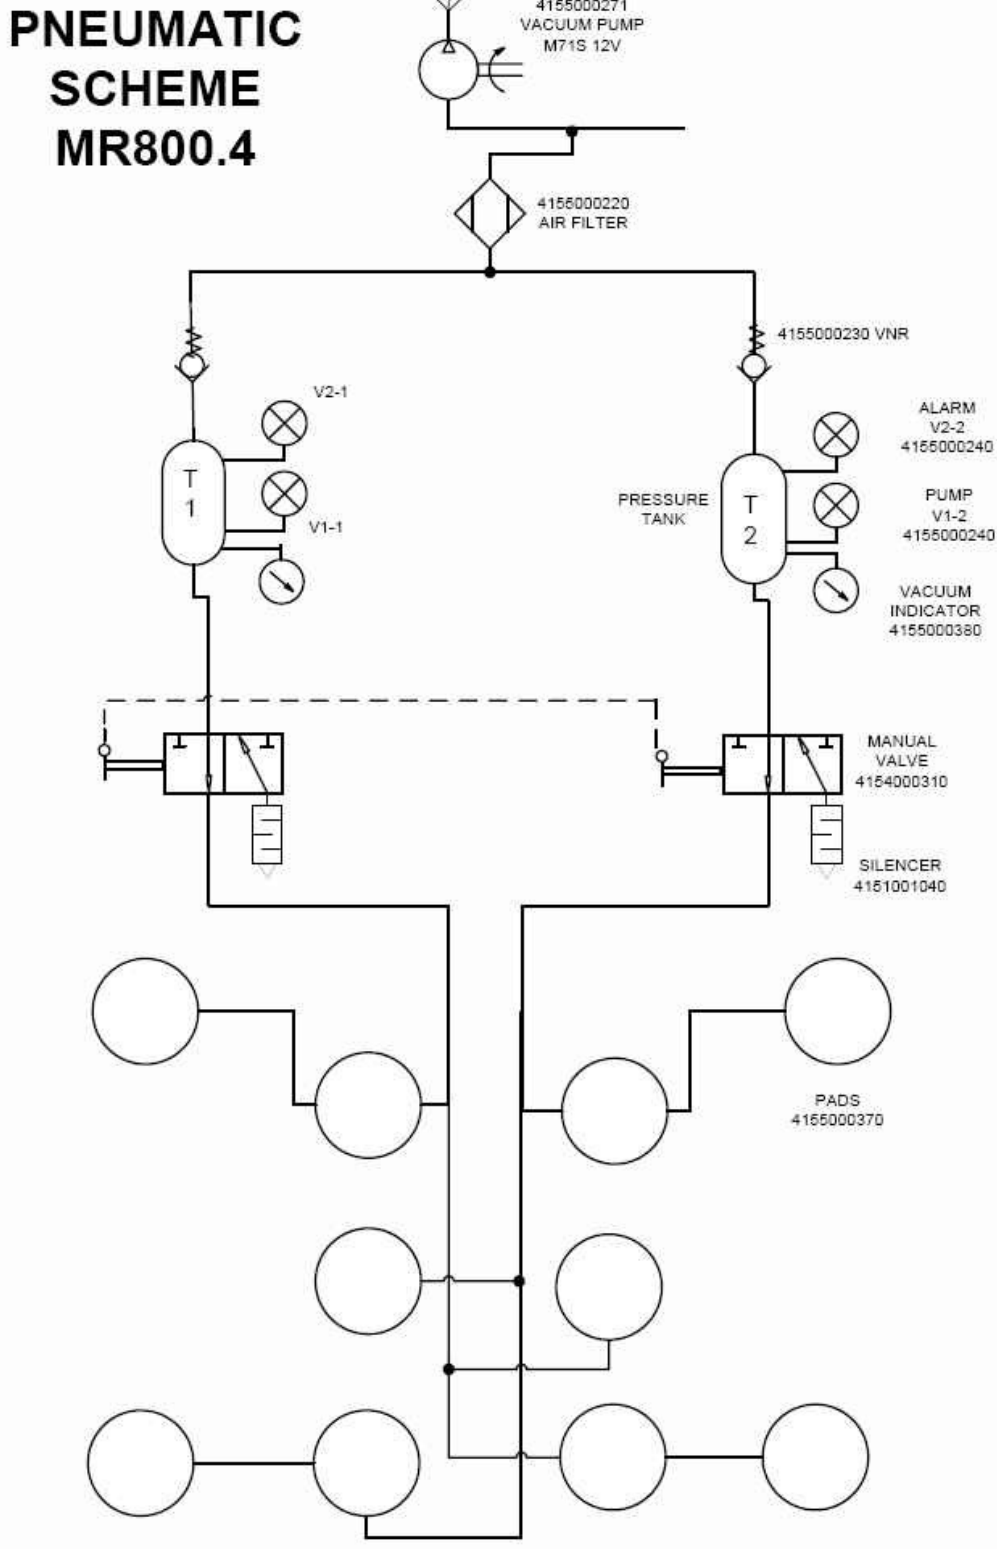 PNEUMATIC
SCHEME
MR800.4
4155000271
VACUUM PUMP
M71S 12V
4155000220
AIR FILTER
4155000230 VNR
V2-1
ALARM
V2-2
4155000240
T
1
V1-1
PRESSURE
TANK
T
2
PUMP
V1-2
4155000240
VACUUM
INDICATOR
4155000380
MANUAL
VALVE
4154000310
SILENCER
4151001040
PADS
4155000370